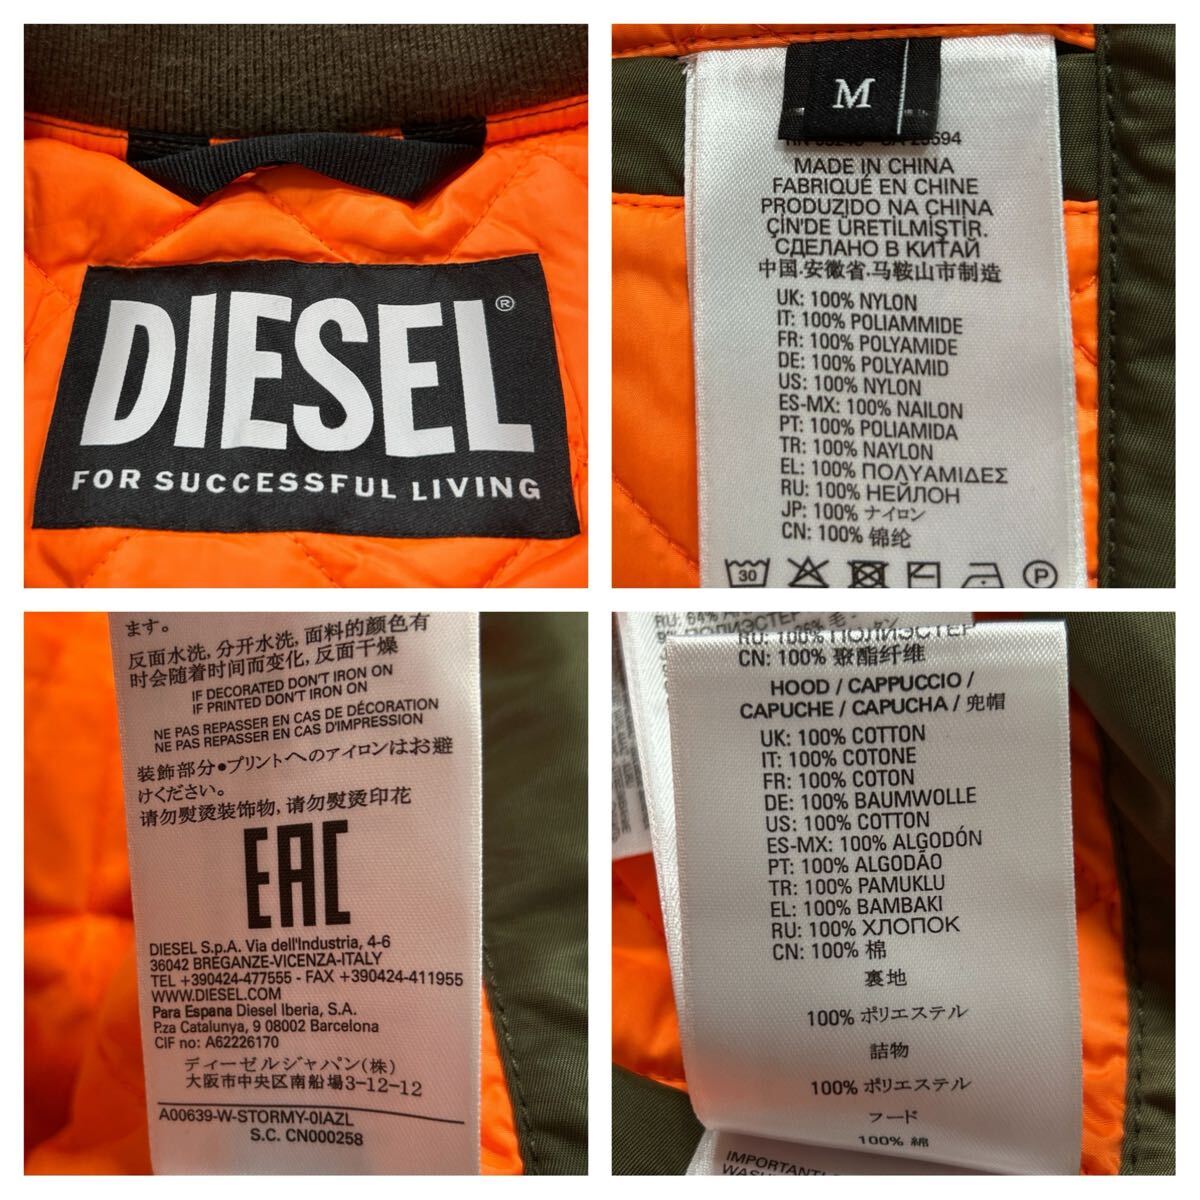 DIESEL®
FOR SUCCESSFUL LIVING
M
MADE IN CHINA
FABRIQUÉ EN CHINE
PRODUZIDO NA CHINA
ÇİN'DE ÜRETİLMİŞTİR.
СДЕЛАНО В КИТАЙ
中国.安徽省.马鞍山市制造
UK: 100% NYLON
IT: 100% POLIAMMIDE
FR: 100% POLYAMIDE
DE: 100% POLYAMID
US: 100% NYLON
ES-MX: 100% NAILON
PT: 100% POLIAMIDA
TR: 100% NAYLON
EL: 100% ΠΟΛΥΑΜΙΔΕΣ
RU: 100% НЕЙЛОН
JP: 100% ナイロン
CN: 100% 锦纶
30
P
ます。
反面水洗, 分开水洗, 面料的颜色有
时会随着时间而变化, 反面干燥
IF DECORATED DON'T IRON ON
IF PRINTED DON'T IRON ON
NE PAS REPASSER EN CAS DE DÉCORATION
NE PAS REPASSER EN CAS D'IMPRESSION
装飾部分•プリントへのアイロンはお避
けください。
请勿熨烫装饰物, 请勿熨烫印花
EAC
DIESEL S.p.A. Via dell'Industria, 4-6
36042 BREGANZE-VICENZA-ITALY
TEL +390424-477555 - FAX +390424-411955
WWW.DIESEL.COM
Para Espana Diesel Iberia, S.A.
P.za Catalunya, 9 08002 Barcelona
CIF no: A62226170
ディーゼルジャパン(株)
大阪市中央区南船場3-12-12
A00639-W-STORMY-0IAZL
S.C. CN000258
RU: 64%
RU: 100% ПОЛИЭСТЕР
CN: 100% 聚酯纤维
HOOD / CAPPUCCIO /
CAPUCHE / CAPUCHA / 兜帽
UK: 100% COTTON
IT: 100% COTONE
FR: 100% COTON
DE: 100% BAUMWOLLE
US: 100% COTTON
ES-MX: 100% ALGODÓN
PT: 100% ALGODÃO
TR: 100% PAMUKLU
EL: 100% ΒΑΜΒΑΚΙ
RU: 100% ХЛОПОК
CN: 100% 棉
裏地
100% ポリエステル
詰物
100% ポリエステル
フード
100% 綿